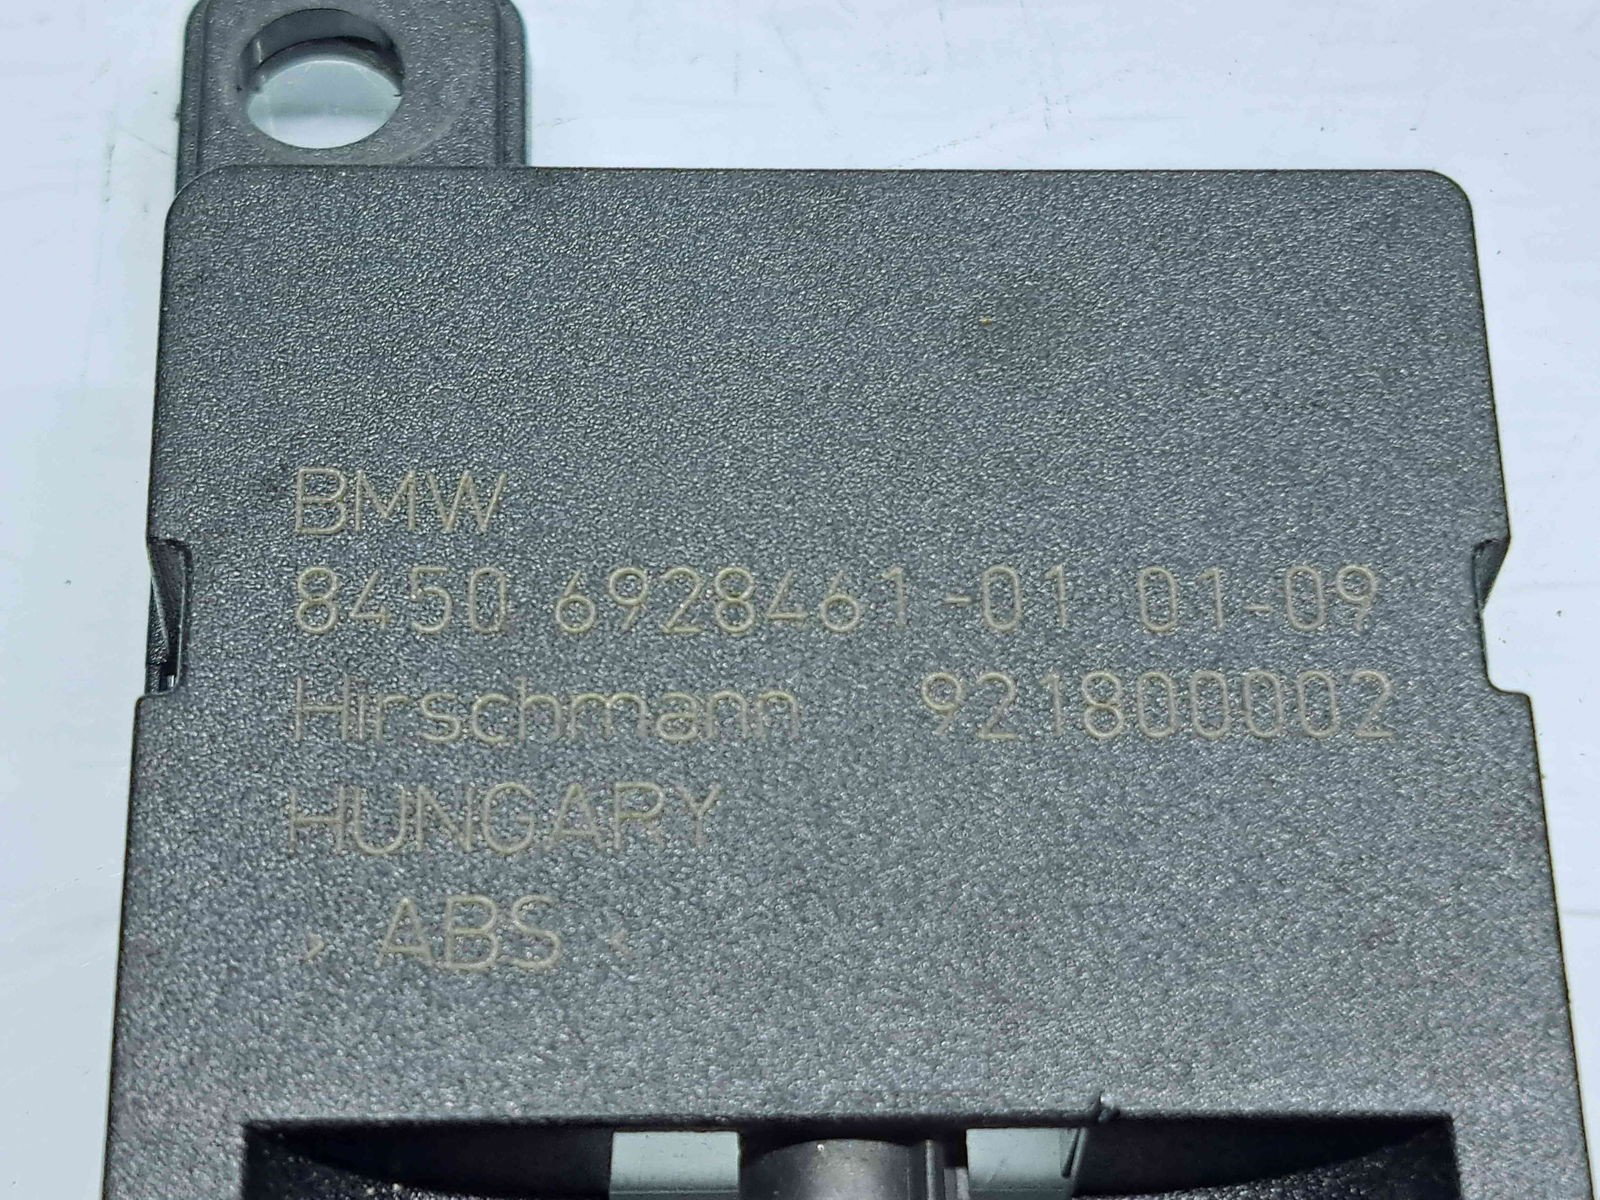 BMW
8450 6928461-01 01-09
Hirschmann 921800002
HUNGARY
> ABS <